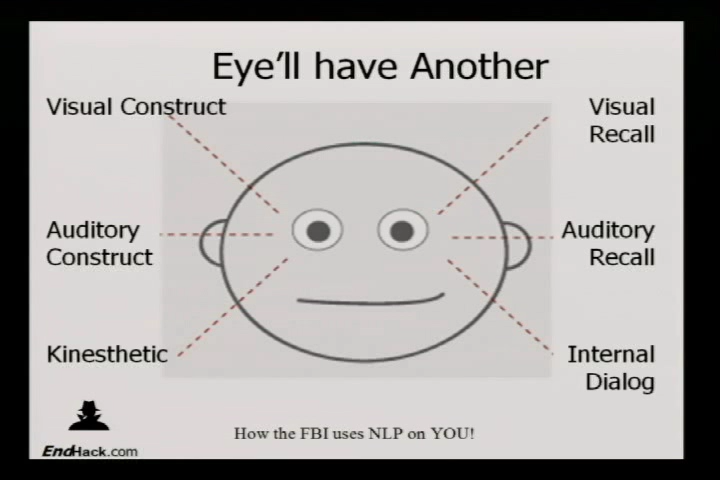 Eye'll have Another
Visual Construct
Visual
Recall
Auditory
Construct
Auditory
Recall
Kinesthetic
Internal
Dialog
How the FBI uses NLP on YOU!
EndHack.com